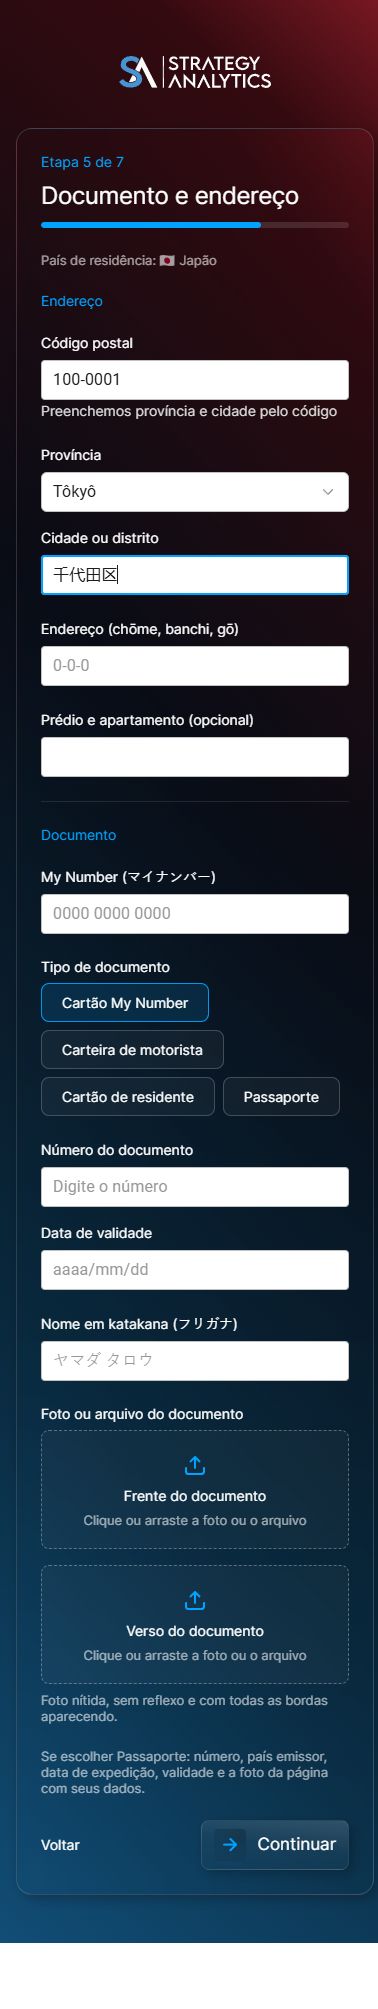 STRATEGY
ANALYTICS
Etapa 5 de 7
Documento e endereço
País de residência: 🇯🇵 Japão
Endereço
Código postal
100-0001
Preenchemos província e cidade pelo código
Província
Tôkyô
Cidade ou distrito
千代田区
Endereço (chōme, banchi, gō)
0-0-0
Prédio e apartamento (opcional)
Documento
My Number (マイナンバー)
0000 0000 0000
Tipo de documento
Cartão My Number
Carteira de motorista
Cartão de residente Passaporte
Número do documento
Digite o número
Data de validade
aaaa/mm/dd
Nome em katakana (フリガナ)
ヤマダ タロウ
Foto ou arquivo do documento
Frente do documento
Clique ou arraste a foto ou o arquivo
Verso do documento
Clique ou arraste a foto ou o arquivo
Foto nítida, sem reflexo e com todas as bordas
aparecendo.
Se escolher Passaporte: número, país emissor,
data de expedição, validade e a foto da página
com seus dados.
Voltar Continuar